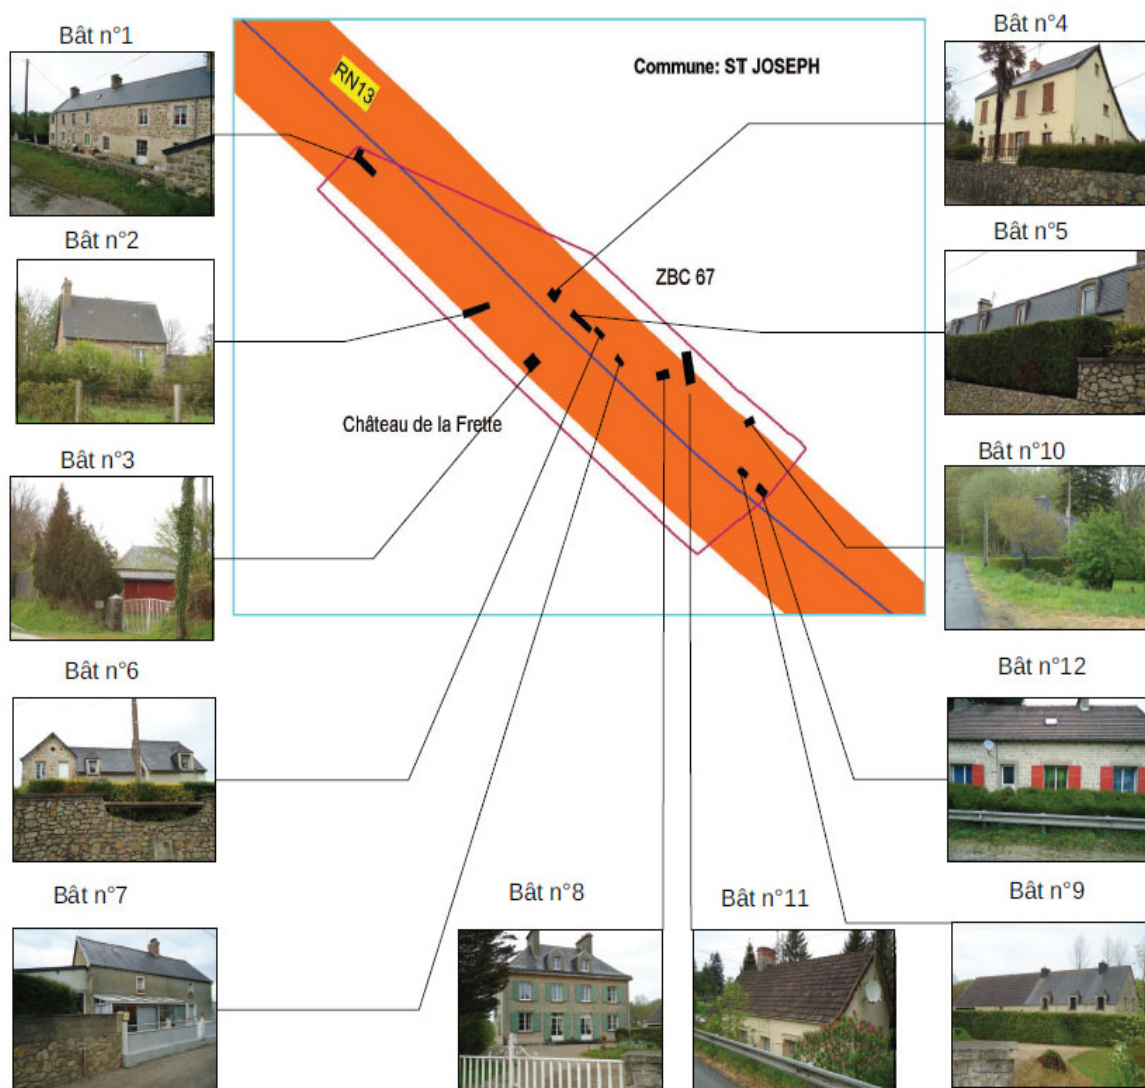 Bât n°1
Bât n°4
RN13
Commune: ST JOSEPH
Bât n°2
Bât n°5
ZBC 67
Château de la Frette
Bât n°3
Bât n°10
Bât n°6
Bât n°12
Bât n°7
Bât n°8
Bât n°11
Bât n°9